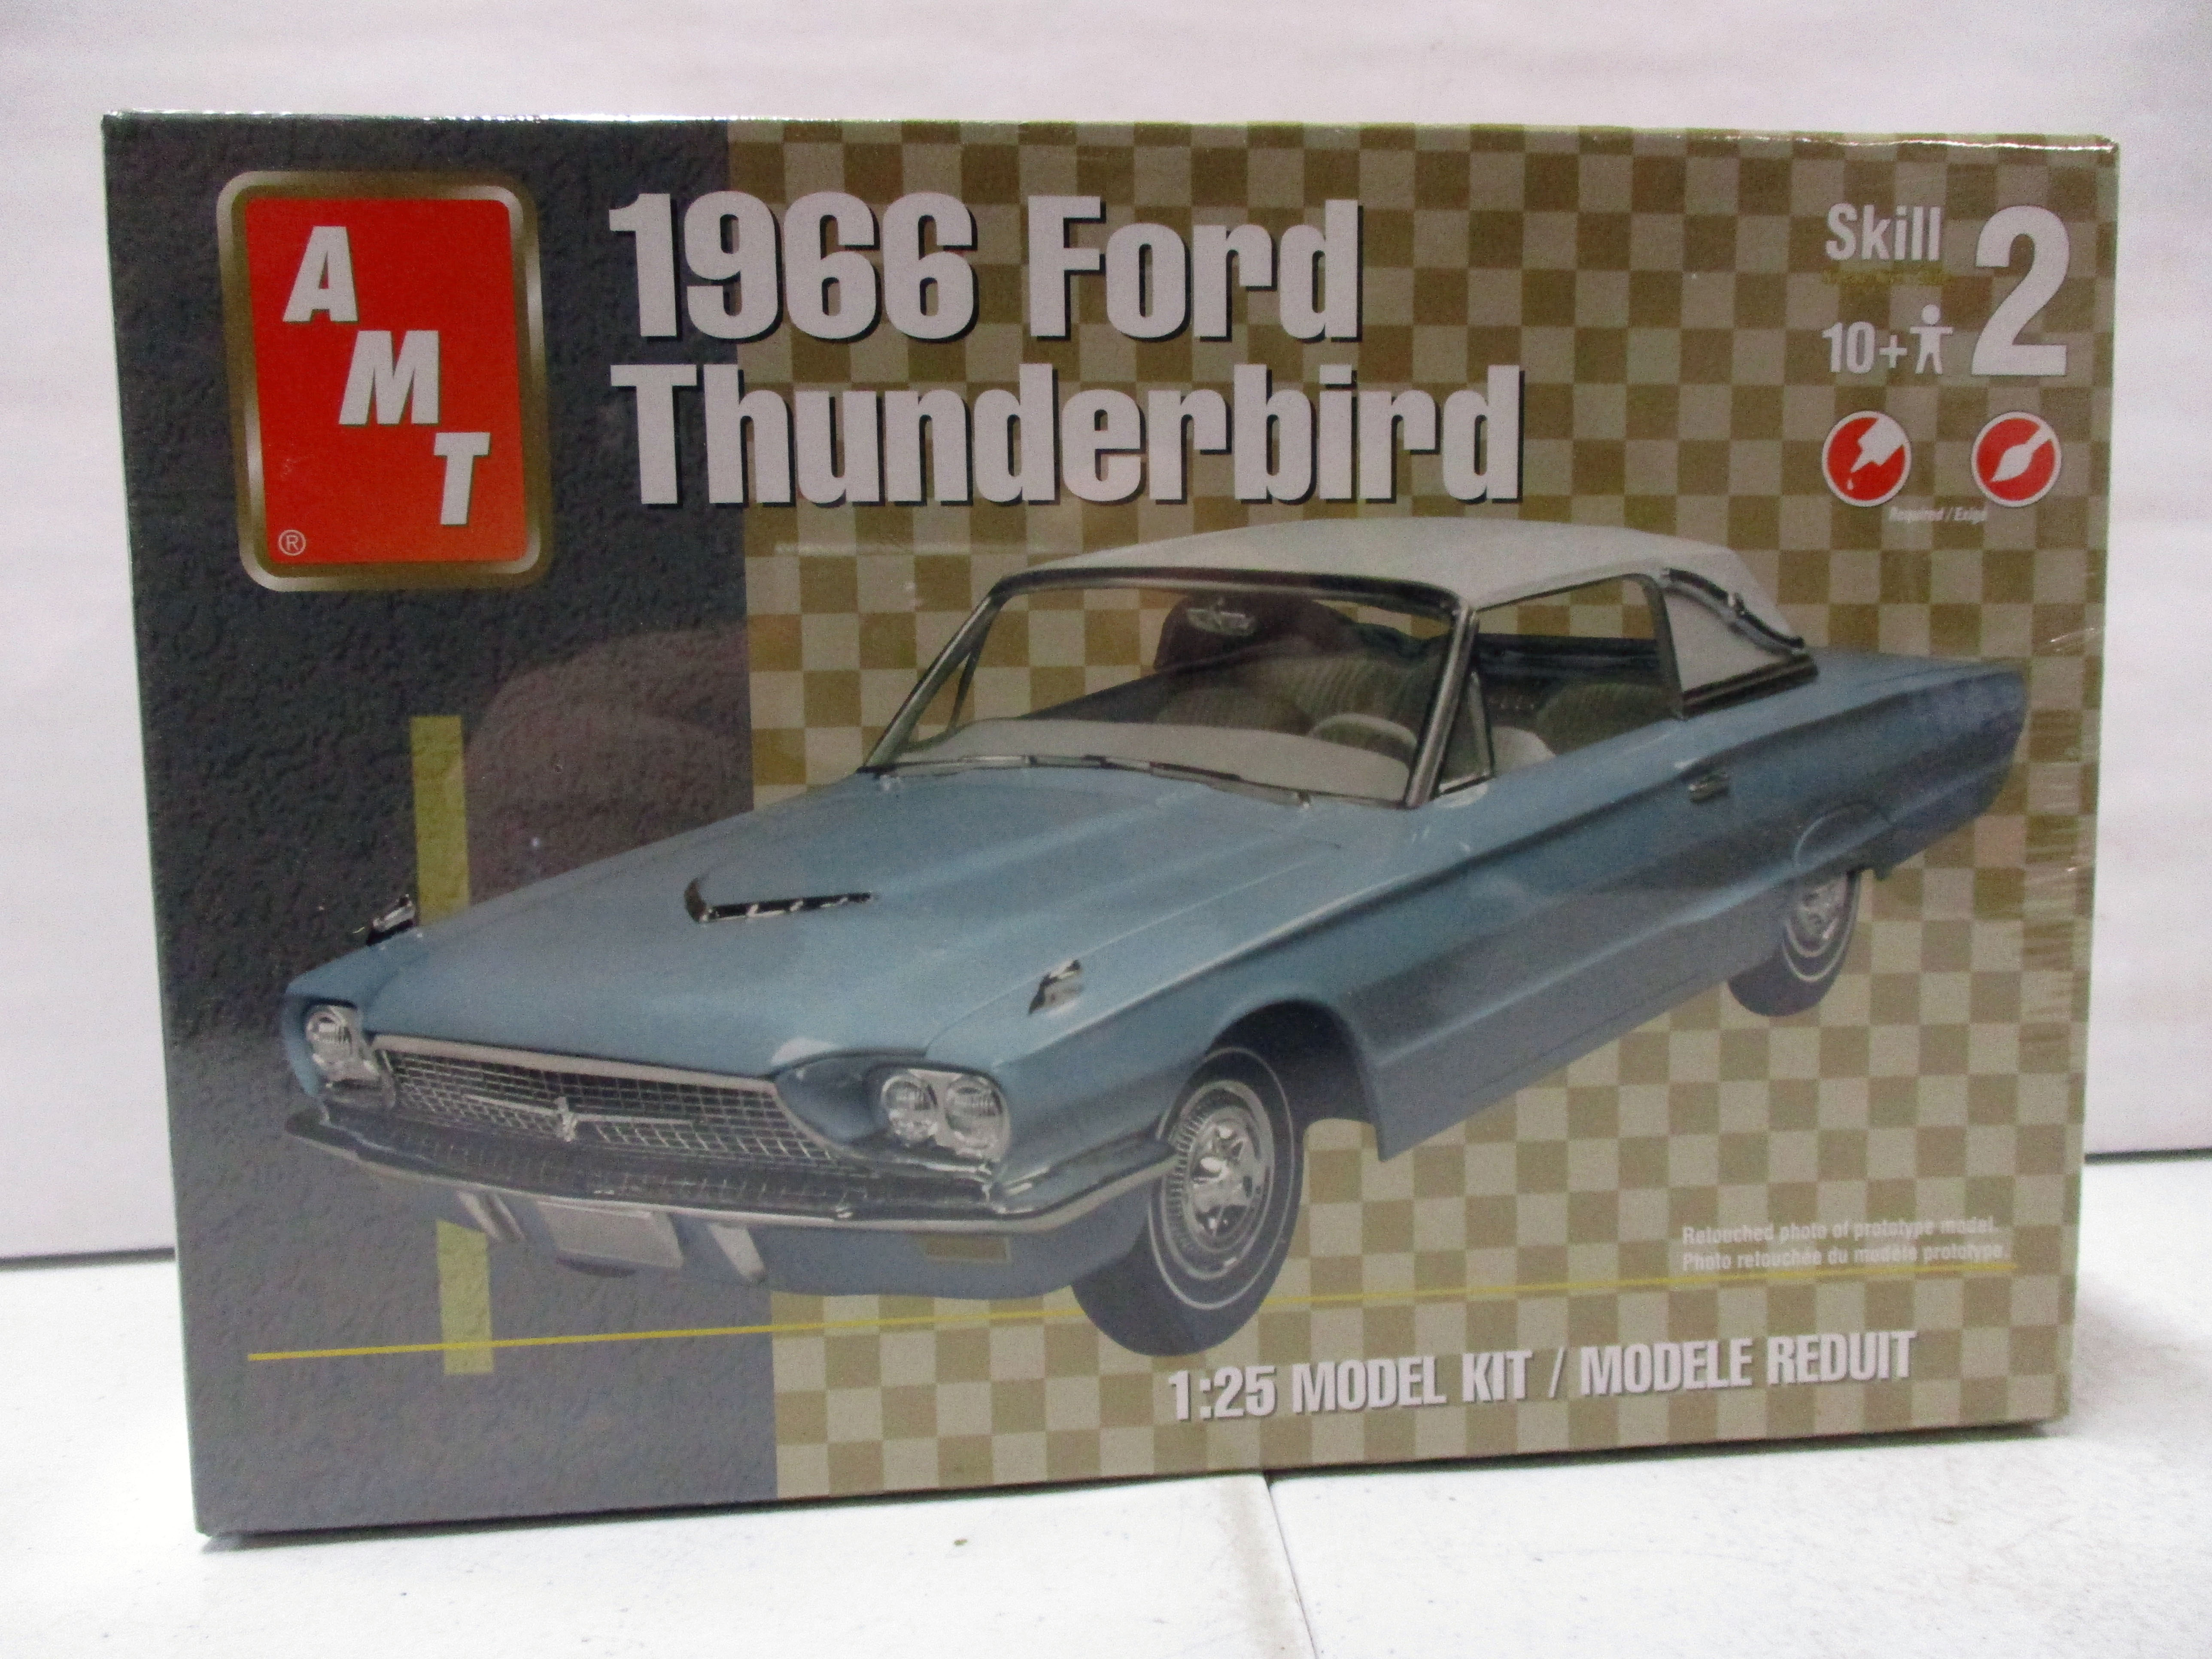 AMT
®
1966 Ford
Thunderbird
Skill 2
10+
Required / Exigé
Retouched photo of prototype model.
Photo retouchée du modèle prototype.
1:25 MODEL KIT / MODELE REDUIT